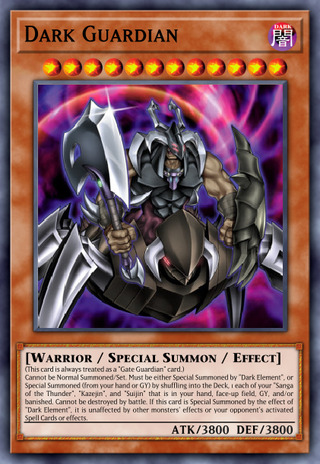 Dark Guardian
DARK
闇
[Warrior / Special Summon / Effect]
(This card is always treated as a "Gate Guardian" card.)
Cannot be Normal Summoned/Set. Must be either Special Summoned by "Dark Element", or
Special Summoned (from your hand or GY) by shuffling into the Deck, 1 each of your "Sanga
of the Thunder", "Kazejin", and "Suijin" that is in your hand, face-up field, GY, and/or
banished. Cannot be destroyed by battle. If this card is Special Summoned by the effect of
"Dark Element", it is unaffected by other monsters' effects or your opponent's activated
Spell Cards or effects.
ATK/3800 DEF/3800